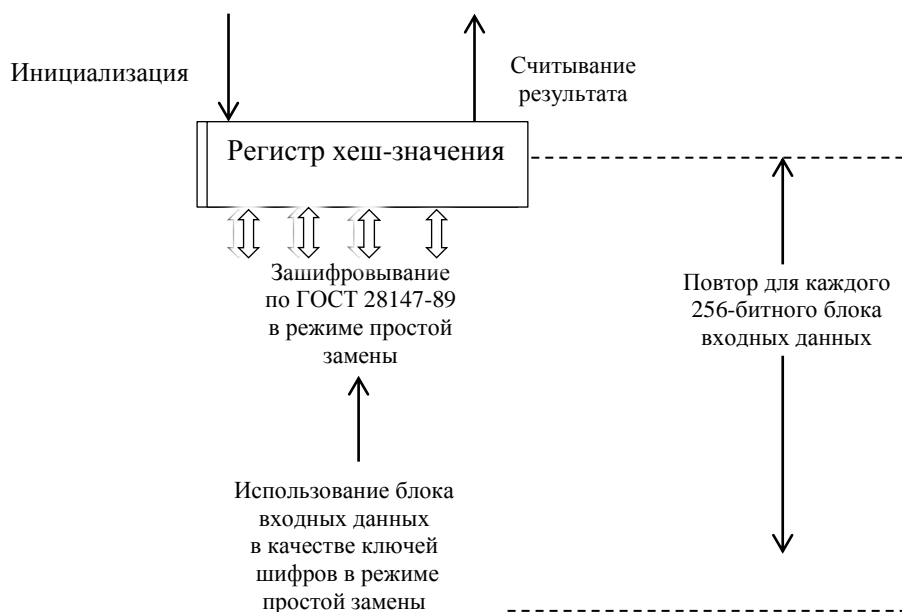 Инициализация
Считывание
результата
Регистр хеш-значения
Зашифровывание
по ГОСТ 28147-89
в режиме простой
замены
Повтор для каждого
256-битного блока
входных данных
Использование блока
входных данных
в качестве ключей
шифров в режиме
простой замены